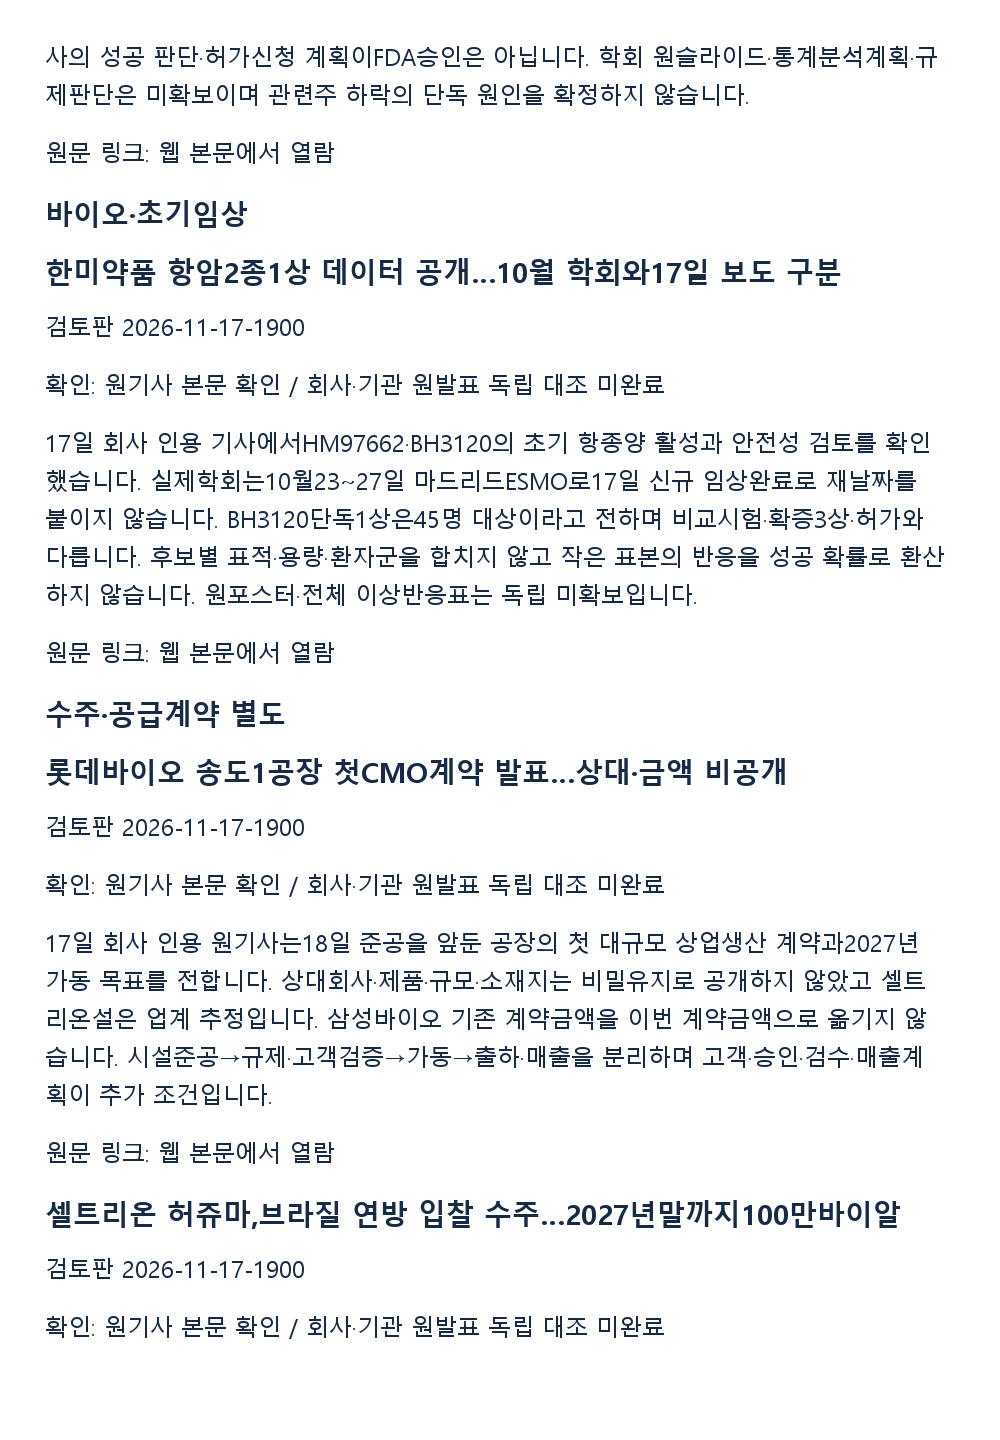 사의 성공 판단·허가신청 계획이FDA승인은 아닙니다. 학회 원슬라이드·통계분석계획·규
제판단은 미확보이며 관련주 하락의 단독 원인을 확정하지 않습니다.
원문 링크: 웹 본문에서 열람
바이오·초기임상
한미약품 항암2종1상 데이터 공개…10월 학회와17일 보도 구분
검토판 2026-11-17-1900
확인: 원기사 본문 확인 / 회사·기관 원발표 독립 대조 미완료
17일 회사 인용 기사에서HM97662·BH3120의 초기 항종양 활성과 안전성 검토를 확인
했습니다. 실제학회는10월23~27일 마드리드ESMO로17일 신규 임상완료로 재날짜를
붙이지 않습니다. BH3120단독1상은45명 대상이라고 전하며 비교시험·확증3상·허가와
다릅니다. 후보별 표적·용량·환자군을 합치지 않고 작은 표본의 반응을 성공 확률로 환산
하지 않습니다. 원포스터·전체 이상반응표는 독립 미확보입니다.
원문 링크: 웹 본문에서 열람
수주·공급계약 별도
롯데바이오 송도1공장 첫CMO계약 발표…상대·금액 비공개
검토판 2026-11-17-1900
확인: 원기사 본문 확인 / 회사·기관 원발표 독립 대조 미완료
17일 회사 인용 원기사는18일 준공을 앞둔 공장의 첫 대규모 상업생산 계약과2027년
가동 목표를 전합니다. 상대회사·제품·규모·소재지는 비밀유지로 공개하지 않았고 셀트
리온설은 업계 추정입니다. 삼성바이오 기존 계약금액을 이번 계약금액으로 옮기지 않
습니다. 시설준공→규제·고객검증→가동→출하·매출을 분리하며 고객·승인·검수·매출계
획이 추가 조건입니다.
원문 링크: 웹 본문에서 열람
셀트리온 허쥬마,브라질 연방 입찰 수주…2027년말까지100만바이알
검토판 2026-11-17-1900
확인: 원기사 본문 확인 / 회사·기관 원발표 독립 대조 미완료